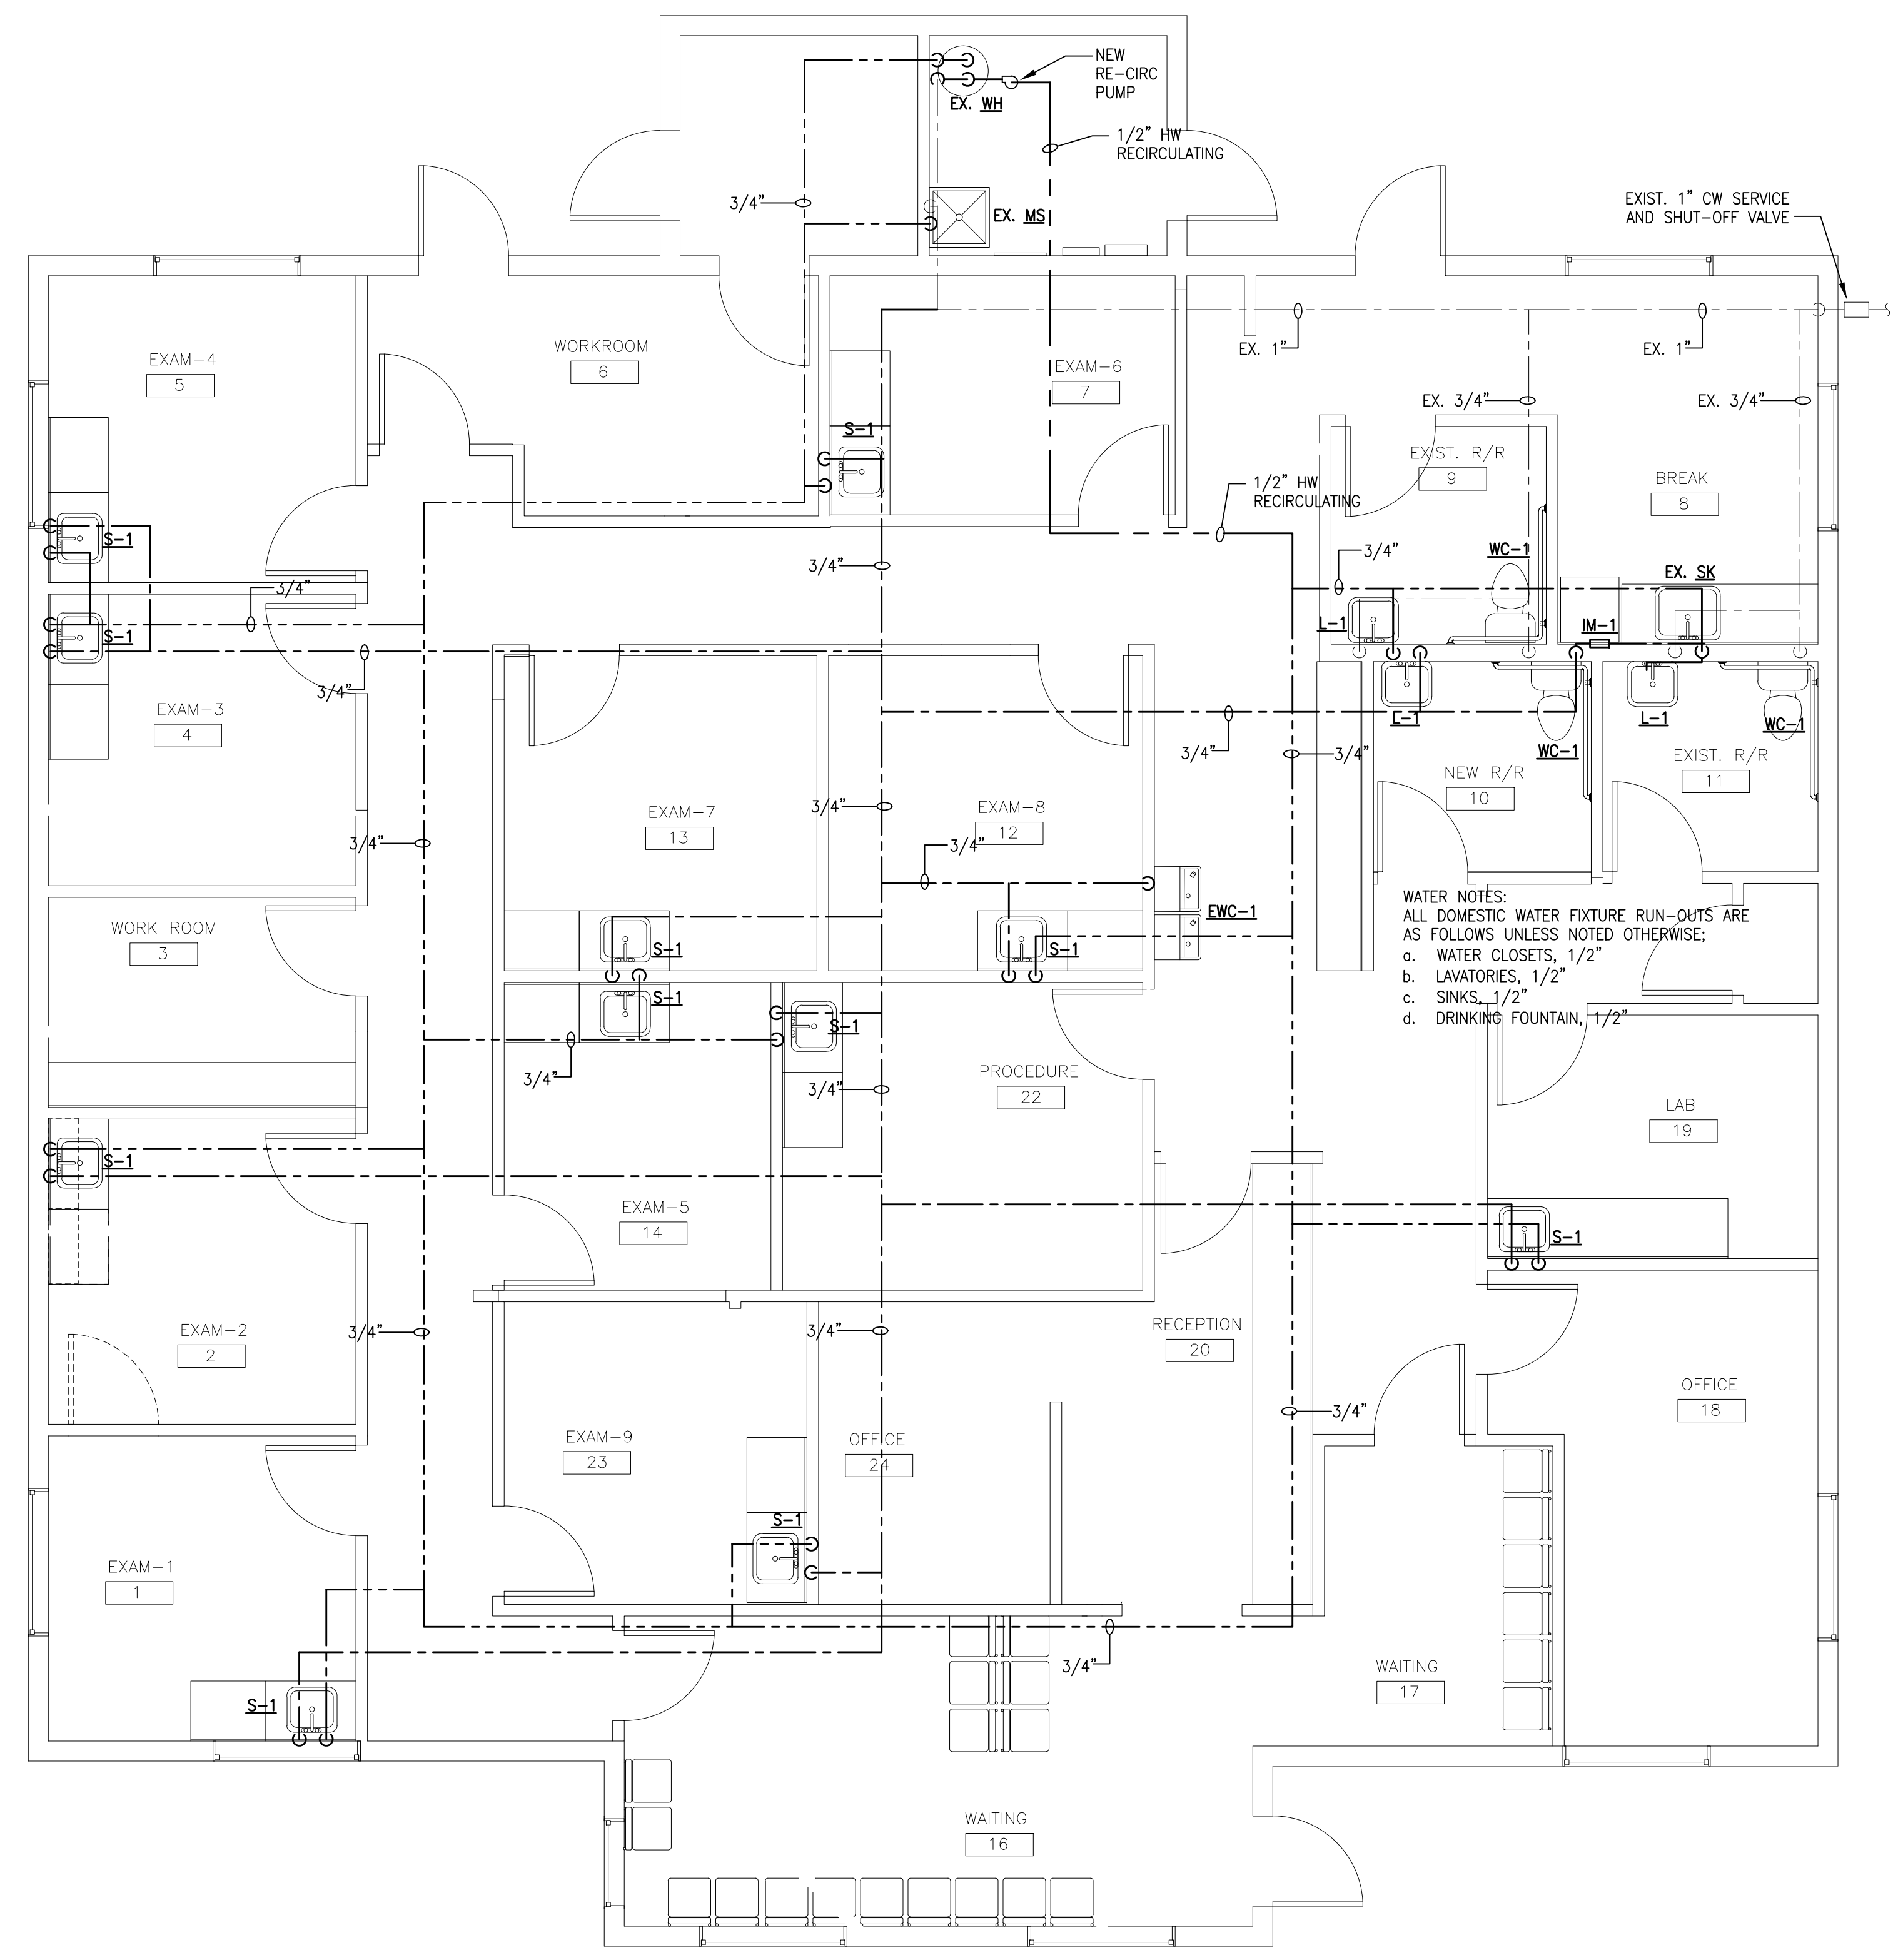 NEW
RE-CIRC
PUMP
EX. WH
1/2" HW
RECIRCULATING
3/4"
EX. MS
EXIST. 1" CW SERVICE
AND SHUT-OFF VALVE
EX. 1"
EX. 1"
EXAM-4
5
WORKROOM
6
EXAM-6
7
EX. 3/4"
EX. 3/4"
S-1
EXIST. R/R
9
BREAK
8
1/2" HW
RECIRCULATING
S-1
3/4"
WC-1
3/4"
EX. SK
3/4"
S-1
L-1
IM-1
3/4"
EXAM-3
4
L-1
WC-1
L-1
WC-1
3/4"
3/4"
NEW R/R
10
EXIST. R/R
11
EXAM-7
13
3/4"
EXAM-8
12
3/4"
3/4"
WORK ROOM
3
EWC-1
WATER NOTES:
ALL DOMESTIC WATER FIXTURE RUN-OUTS ARE
AS FOLLOWS UNLESS NOTED OTHERWISE;
a. WATER CLOSETS, 1/2"
b. LAVATORIES, 1/2"
c. SINKS, 1/2"
d. DRINKING FOUNTAIN, 1/2"
S-1
S-1
S-1
S-1
3/4"
3/4"
PROCEDURE
22
LAB
19
S-1
EXAM-5
14
S-1
EXAM-2
2
3/4"
3/4"
RECEPTION
20
OFFICE
18
3/4"
EXAM-9
23
OFFICE
24
S-1
EXAM-1
1
3/4"
WAITING
17
S-1
WAITING
16